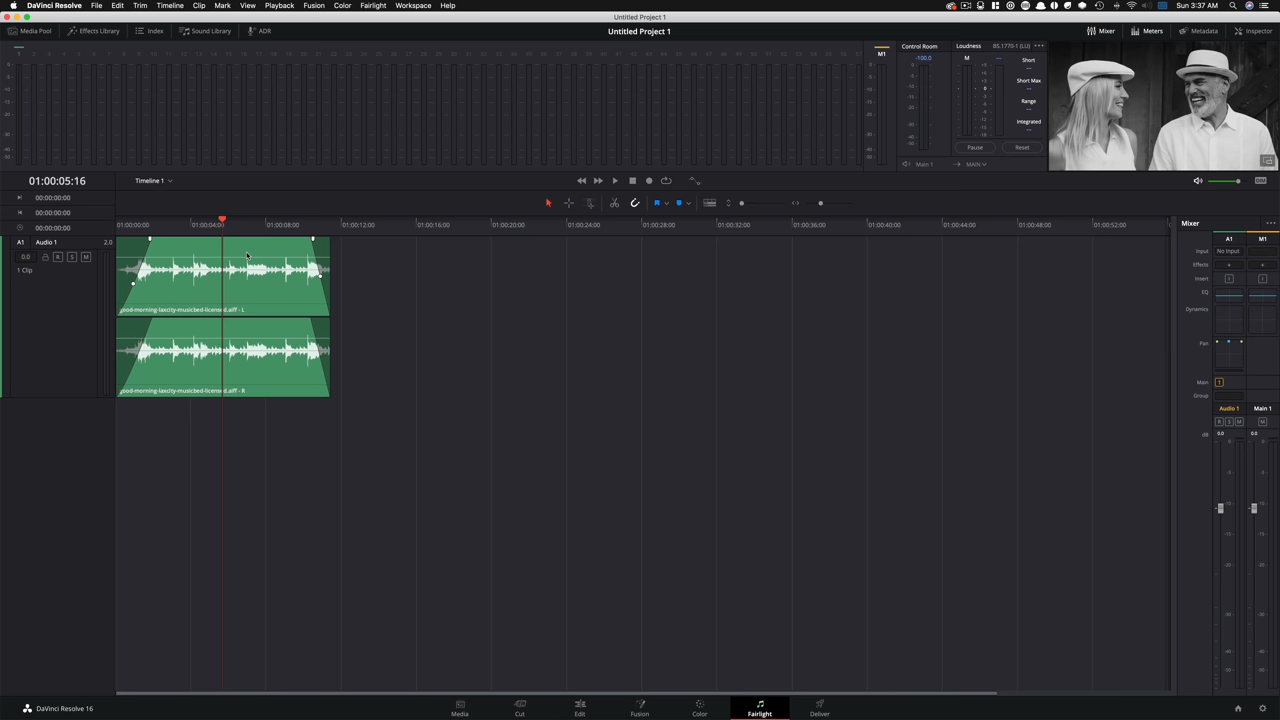 DaVinci Resolve File Edit Trim Timeline Clip Mark View Playback Fusion Color Fairlight Workspace Help Sun 3:37 AM
Untitled Project 1
Media Pool Effects Library Index Sound Library ADR Untitled Project 1 Mixer Meters Metadata Inspector
M1 Control Room Loudness BS.1770-1 (LU)
-100.0 M Short
Short Max
Range
Integrated
Pause Reset
Main 1 MAIN
01:00:05:16 Timeline 1 DIM
00:00:00:00
00:00:00:00
00:00:00:00
01:00:00:00 01:00:04:00 01:00:08:00 01:00:12:00 01:00:16:00 01:00:20:00 01:00:24:00 01:00:28:00 01:00:32:00 01:00:36:00 01:00:40:00 01:00:44:00 01:00:48:00 01:00:52:00
A1 Audio 1 2.0
0.0 R S M
1 Clip
good-morning-laxcity-musicbed-licensed.aiff - L
good-morning-laxcity-musicbed-licensed.aiff - R
Mixer
A1 M1
Input No Input
Effects + +
Insert
EQ
Dynamics
Pan
Main 1
Group
Audio 1 Main 1
R S M M
dB 0.0 0.0
DaVinci Resolve 16 Media Cut Edit Fusion Color Fairlight Deliver